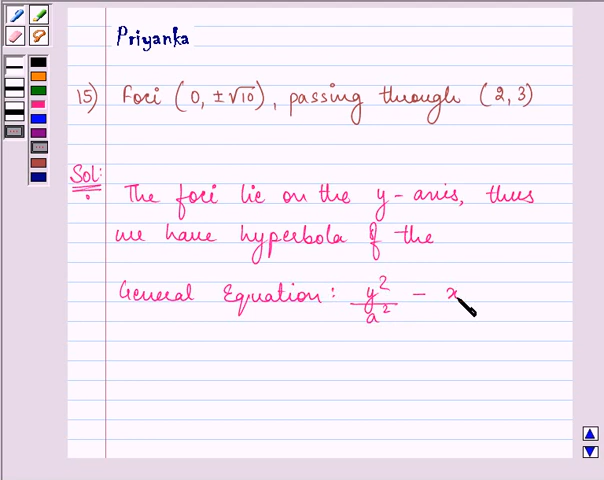 Priyanka
15) Foci (0, ±√10), passing through (2,3)
Sol:
The foci lie on the y-axis, thus
we have hyperbola of the
General Equation: y²/a² - x